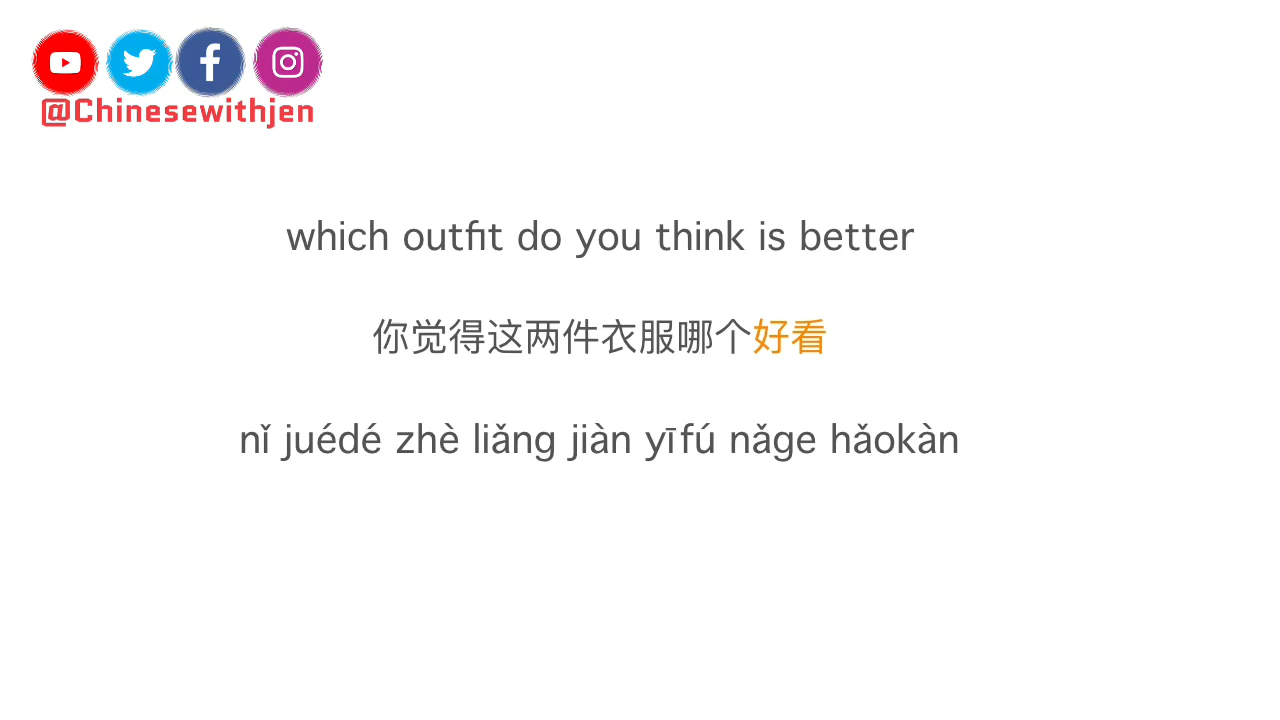 @Chinesewithjen
which outfit do you think is better
你觉得这两件衣服哪个好看
nǐ juédé zhè liǎng jiàn yīfú nǎge hǎokàn